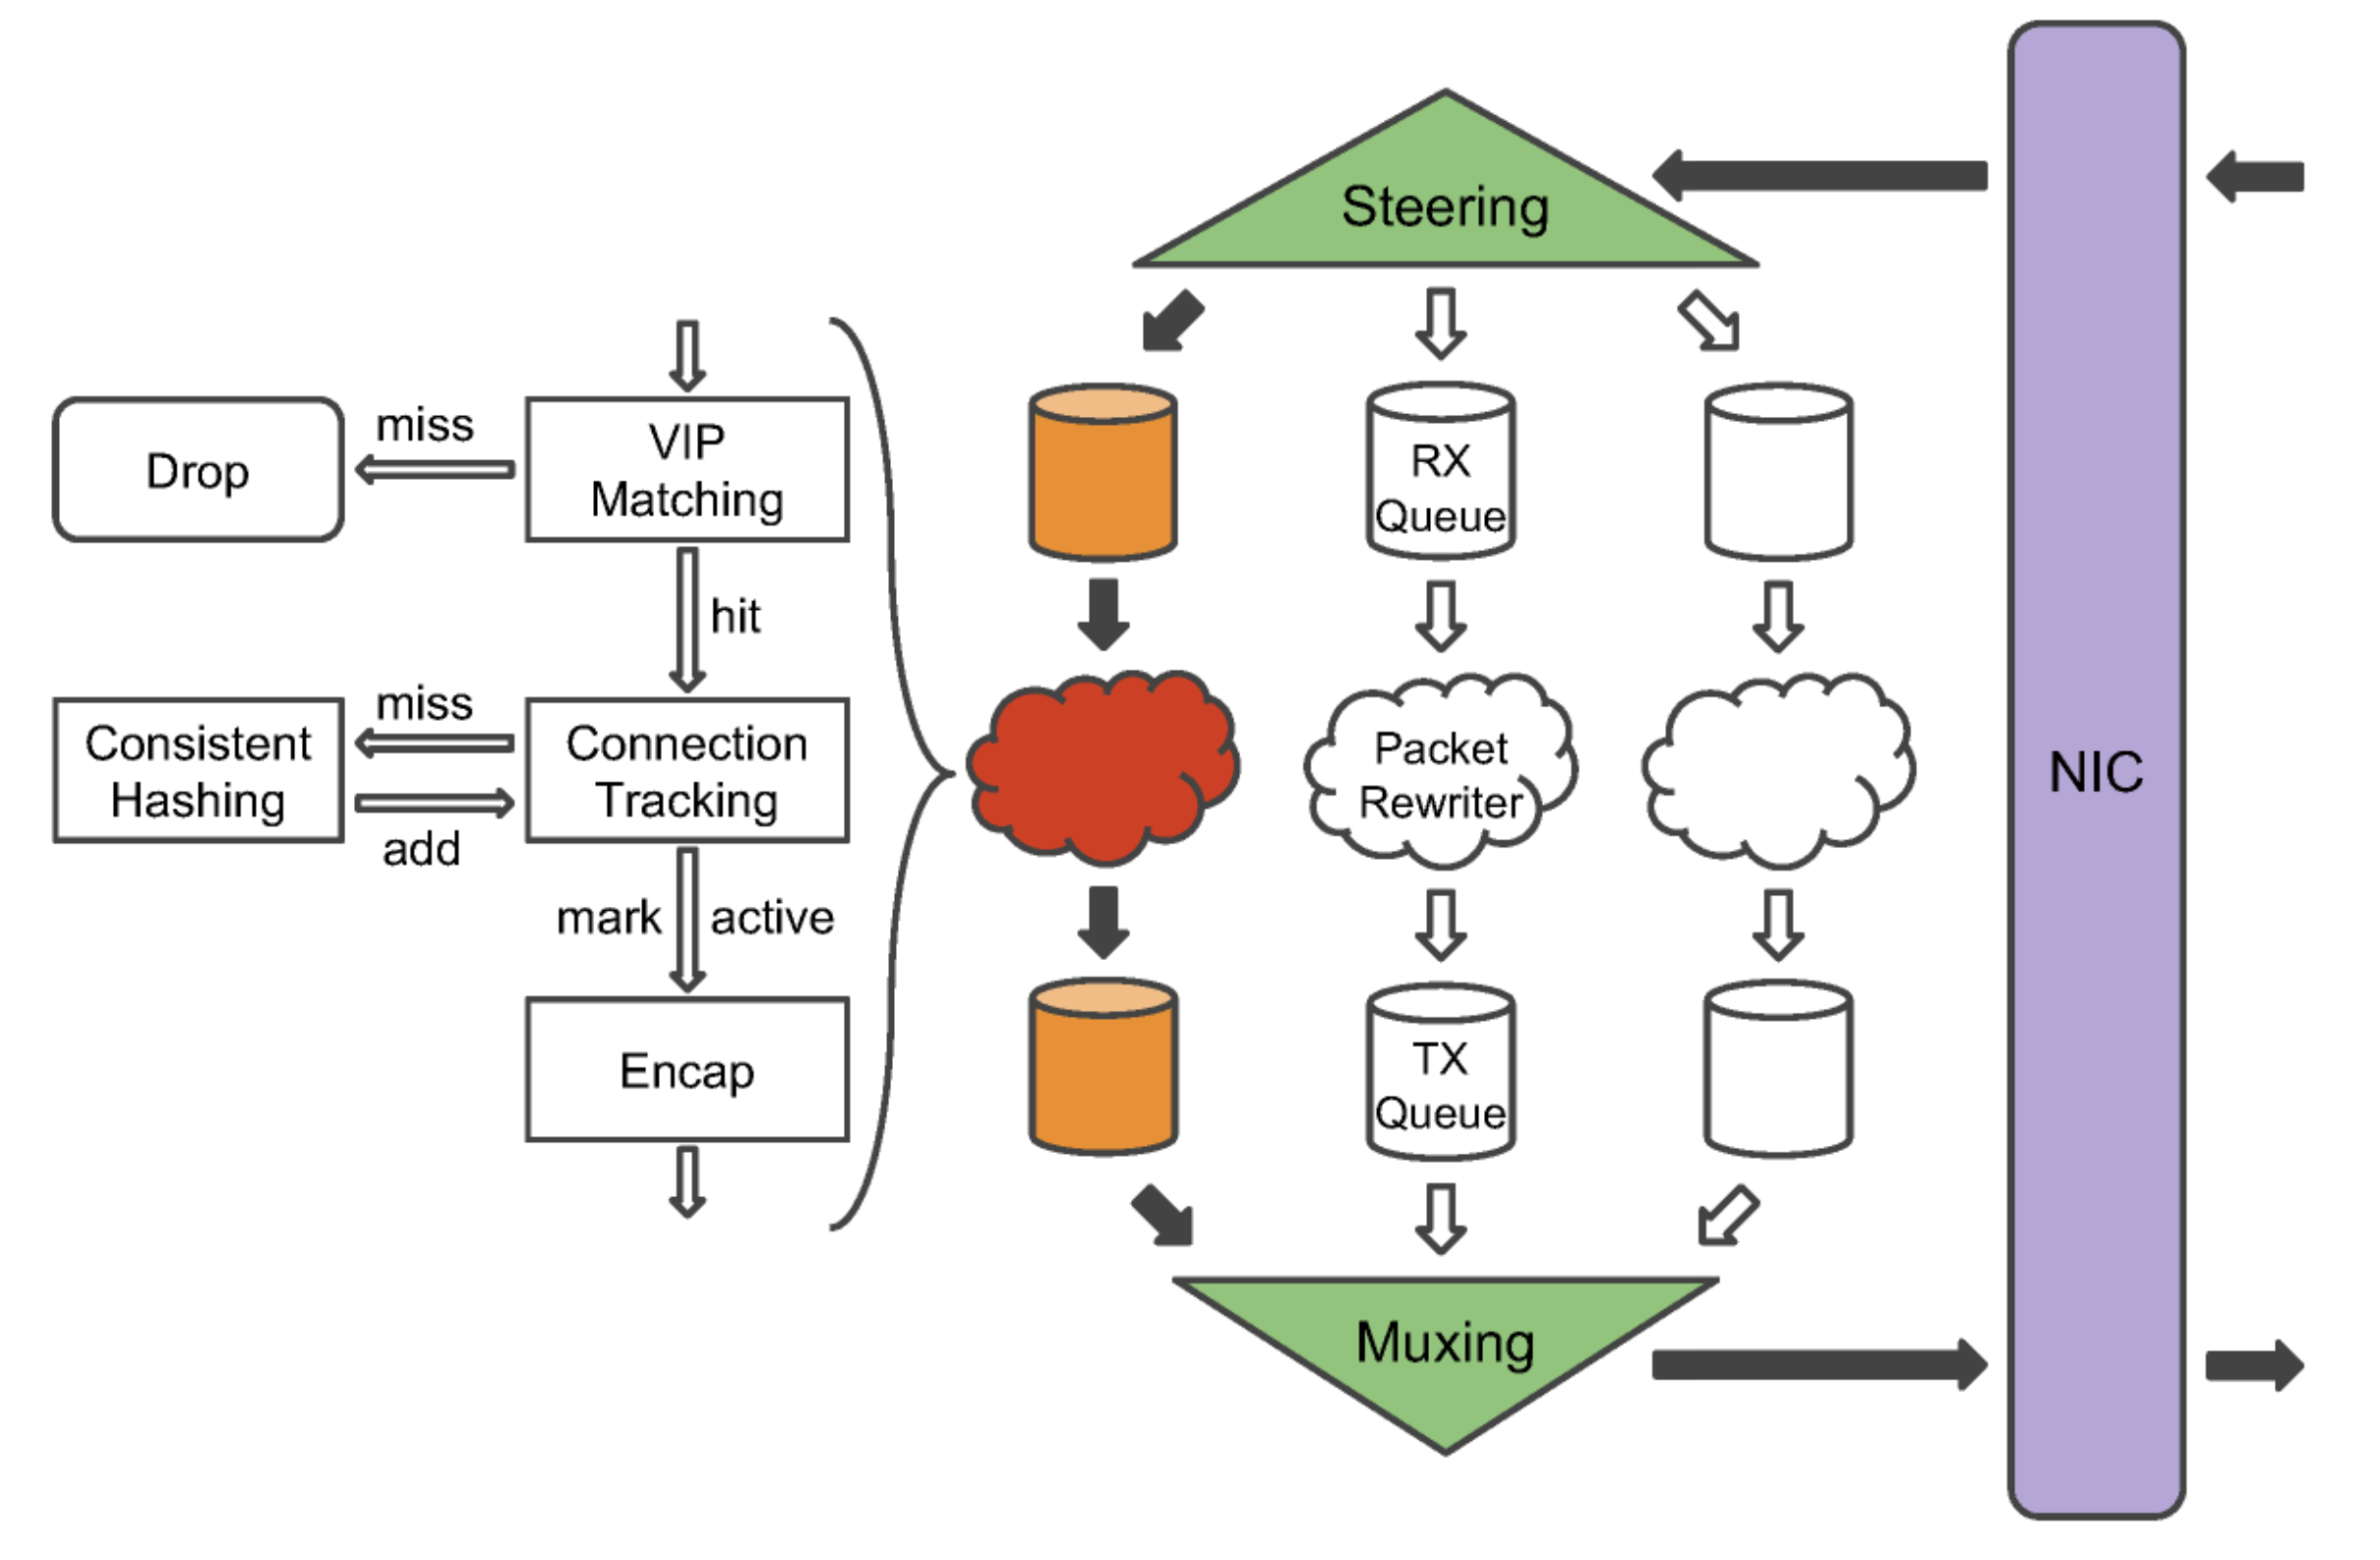 Steering
VIP
Matching
miss
Drop
hit
RX
Queue
Connection
Tracking
miss
Consistent
Hashing
add
Packet
Rewriter
NIC
mark
active
Encap
TX
Queue
Muxing